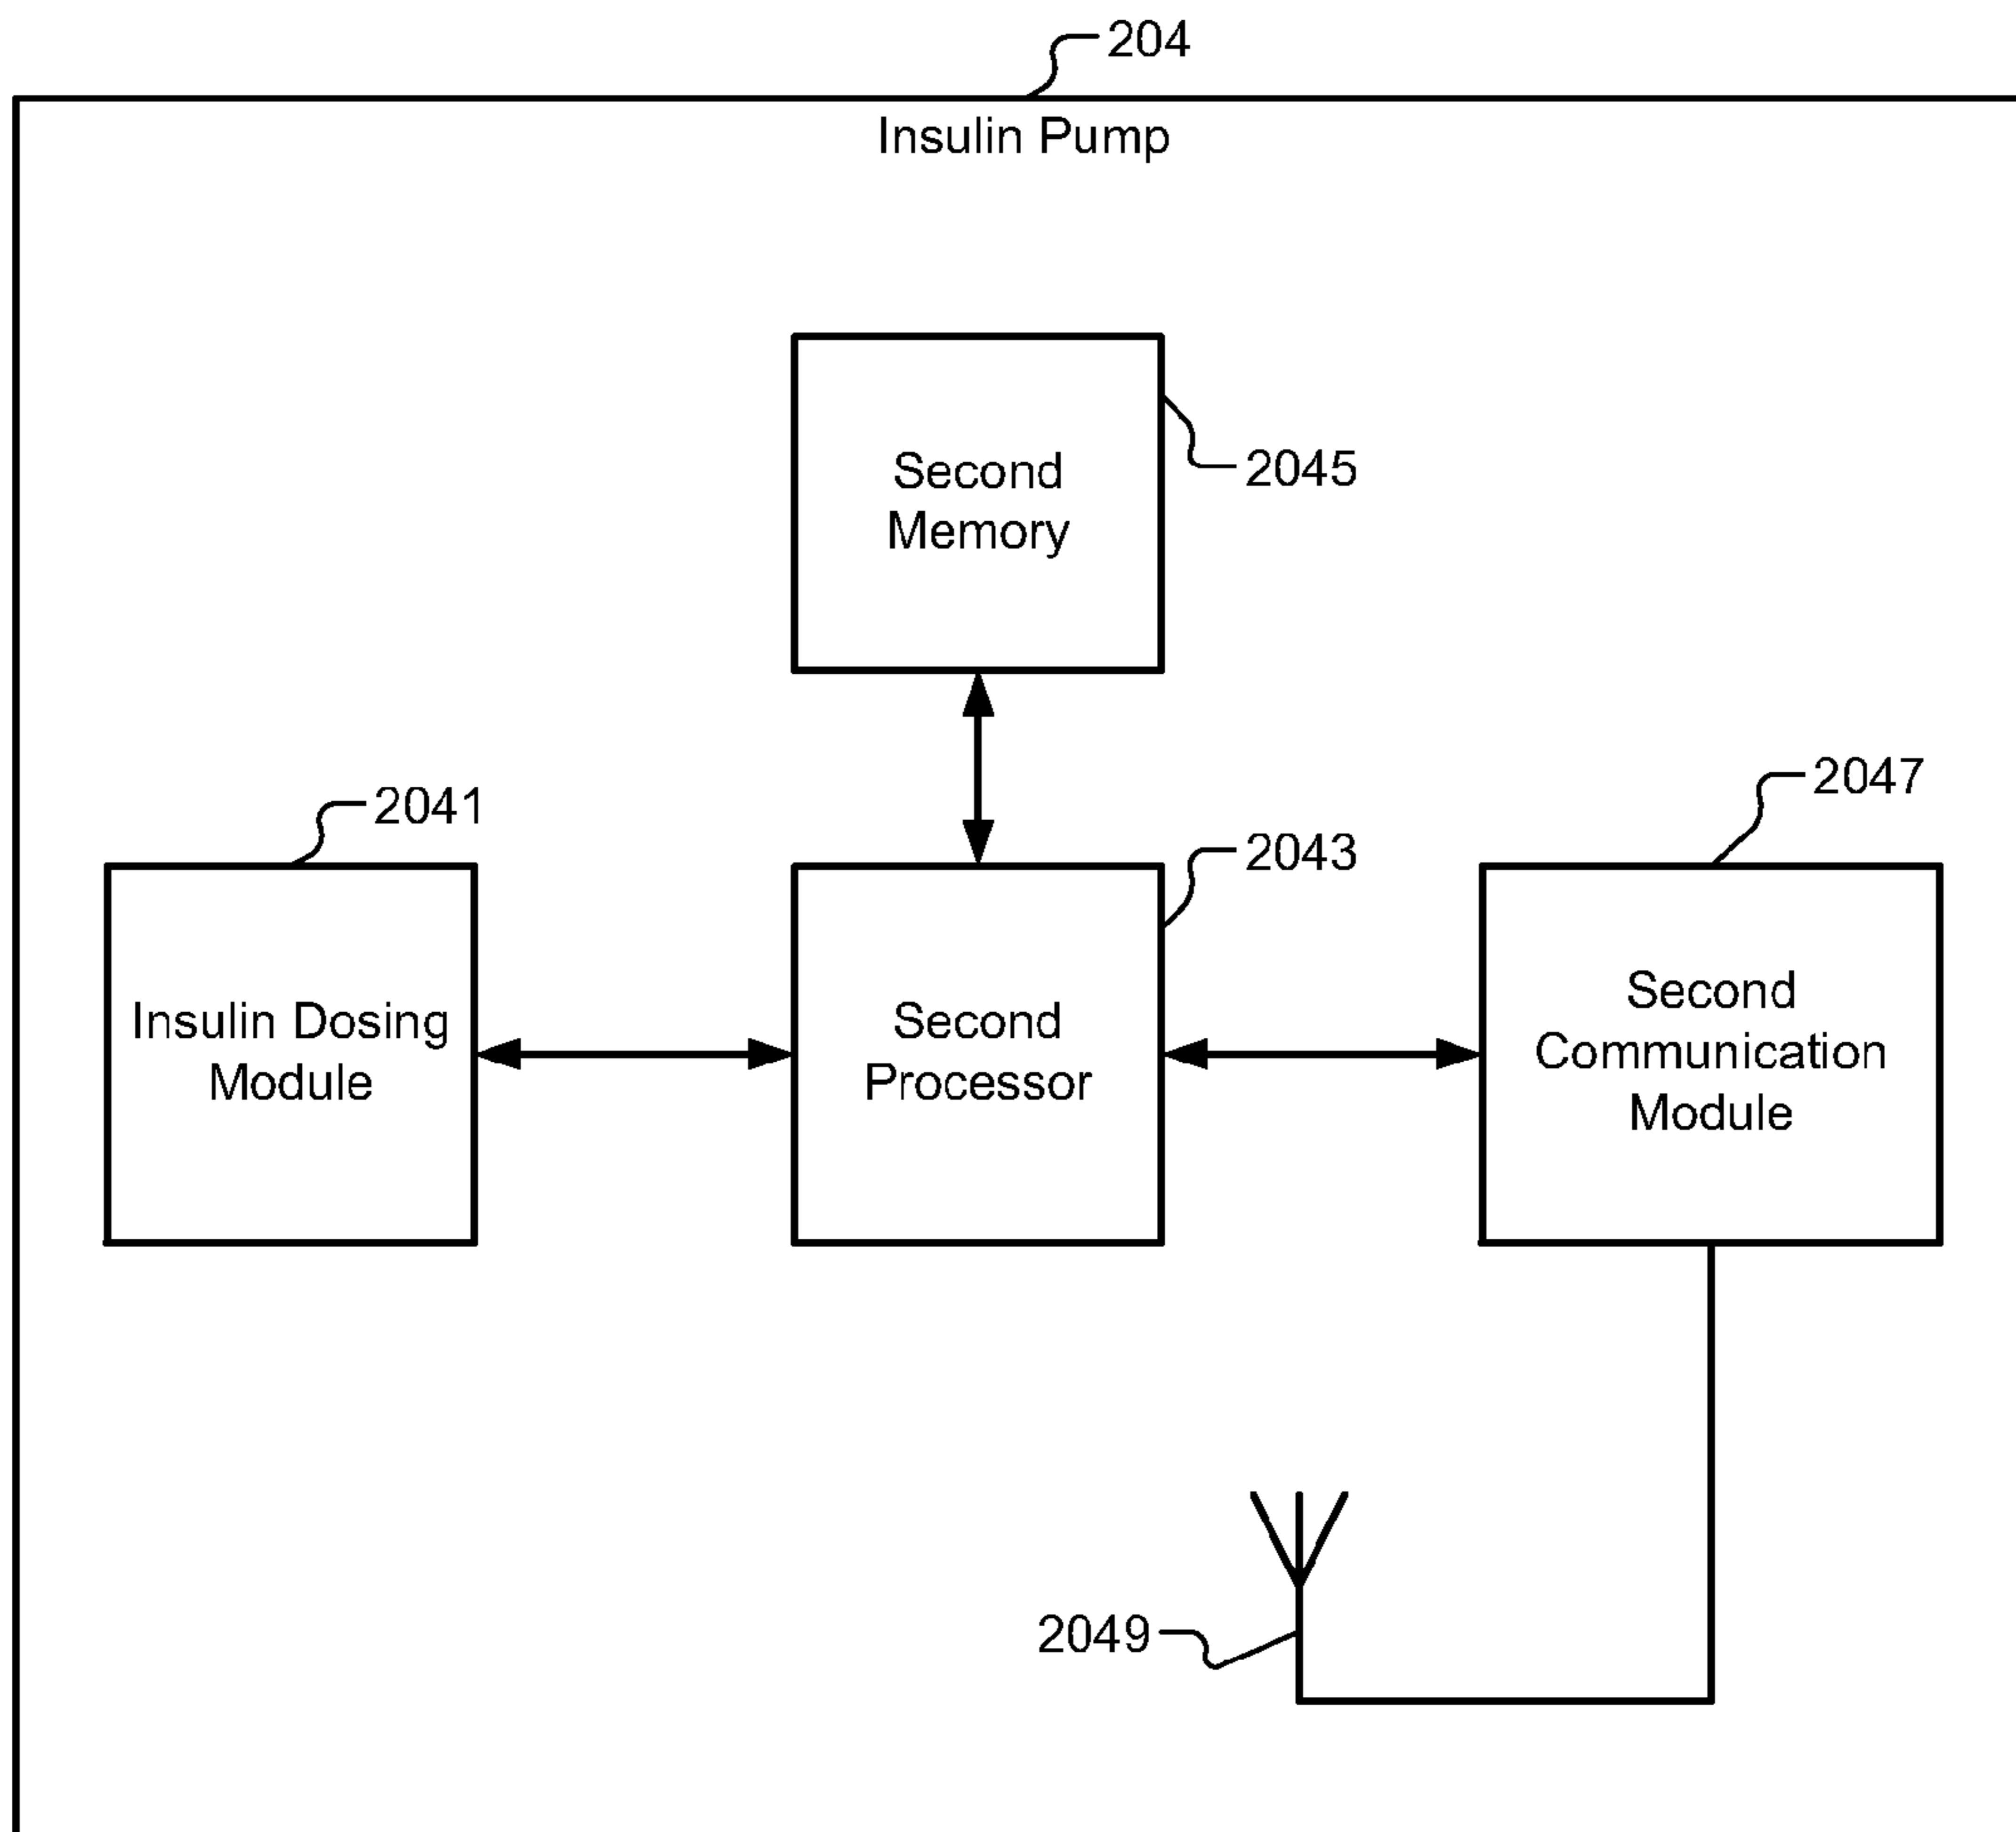 204
Insulin Pump
Second
Memory
2045
2041
2043
2047
Insulin Dosing
Module
Second
Processor
Second
Communication
Module
2049